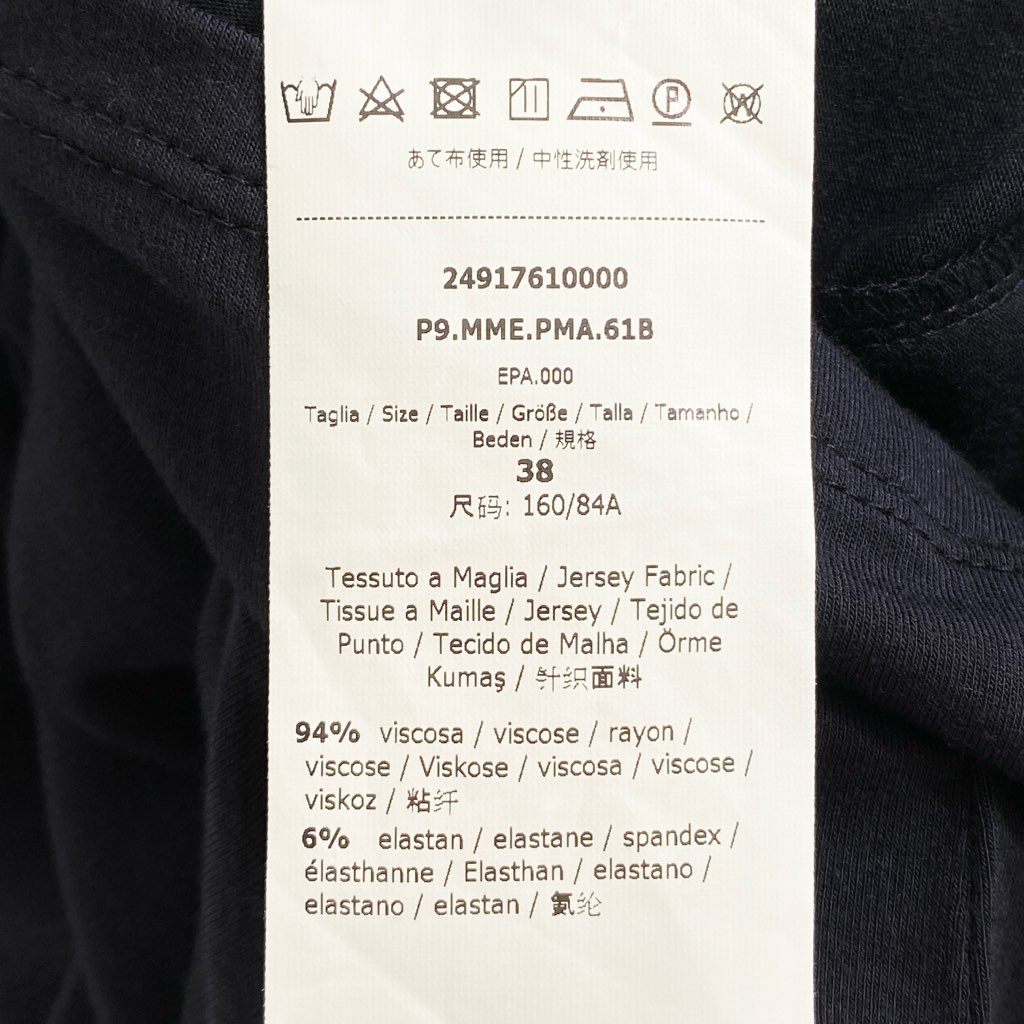 P
W
あて布使用 / 中性洗剤使用
24917610000
P9.MME.PMA.61B
EPA.000
Taglia / Size / Taille / Größe / Talla / Tamanho /
Beden / 規格
38
尺码: 160/84A
Tessuto a Maglia / Jersey Fabric /
Tissue a Maille / Jersey / Tejido de
Punto / Tecido de Malha / Örme
Kumaş / 针织面料
94% viscosa / viscose / rayon /
viscose / Viskose / viscosa / viscose /
viskoz / 粘纤
6% elastan / elastane / spandex /
élasthanne / Elasthan / elastano /
elastano / elastan / 氨纶